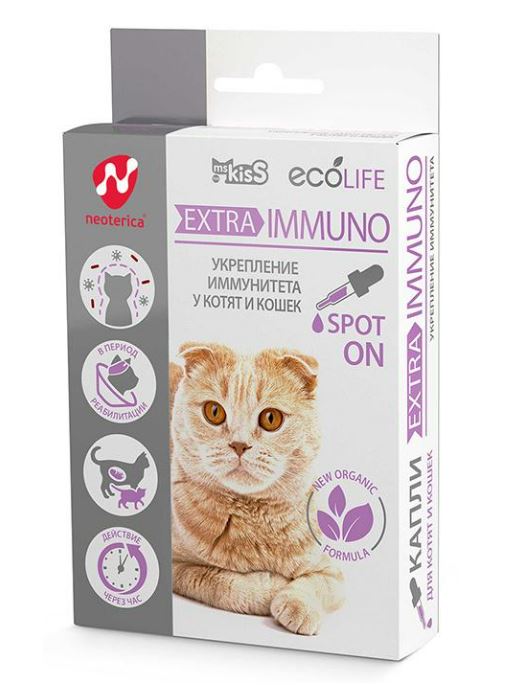 neoterica®
В ПЕРИОД
РЕАБИЛИТАЦИИ
ДЕЙСТВИЕ
ЧЕРЕЗ ЧАС
ms kisS
ecoLIFE
EXTRA IMMUNO
УКРЕПЛЕНИЕ
ИММУНИТЕТА
У КОТЯТ И КОШЕК
SPOT
ON
NEW ORGANIC
FORMULA
КАПЛИ EXTRA IMMUNO
ДЛЯ КОТЯТ И КОШЕК УКРЕПЛЕНИЕ ИММУНИТЕТА